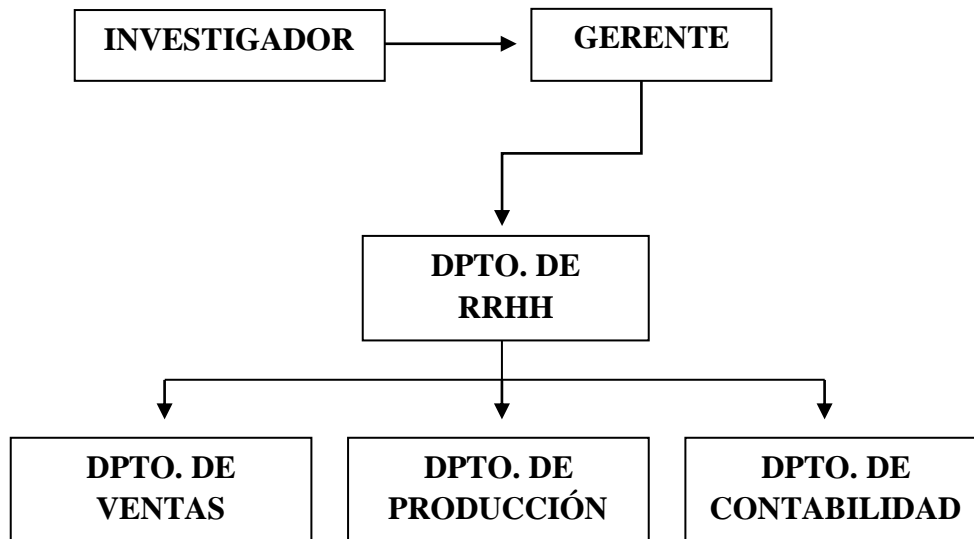 INVESTIGADOR
GERENTE
DPTO. DE
RRHH
DPTO. DE
VENTAS
DPTO. DE
PRODUCCIÓN
DPTO. DE
CONTABILIDAD